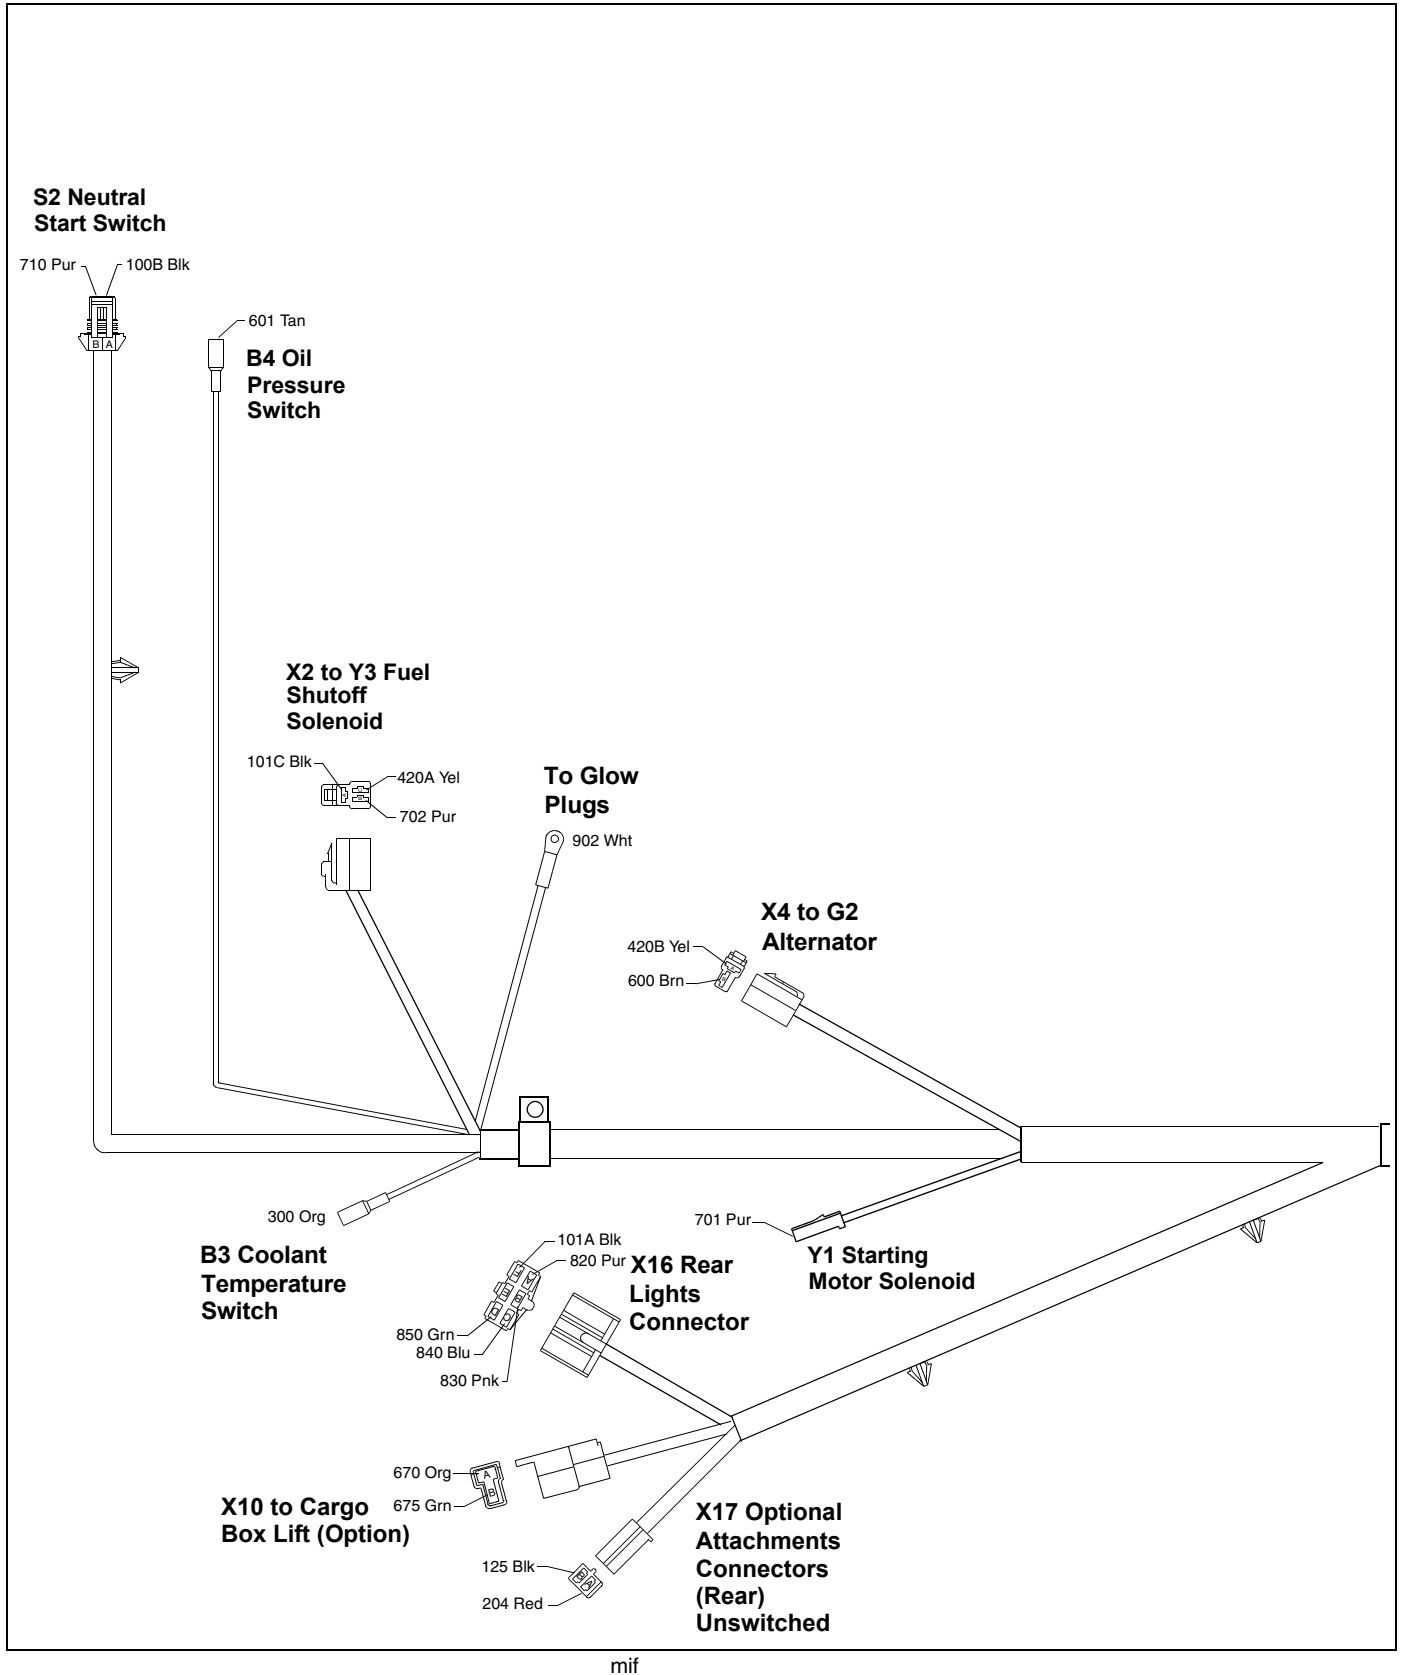 S2 Neutral
Start Switch
710 Pur
100B Blk
B A
601 Tan
B4 Oil
Pressure
Switch
X2 to Y3 Fuel
Shutoff
Solenoid
101C Blk
420A Yel
702 Pur
To Glow
Plugs
902 Wht
X4 to G2
Alternator
420B Yel
600 Brn
300 Org
B3 Coolant
Temperature
Switch
701 Pur
Y1 Starting
Motor Solenoid
101A Blk
820 Pur
X16 Rear
Lights
Connector
850 Grn
840 Blu
830 Pnk
670 Org
675 Grn
A
B
X10 to Cargo
Box Lift (Option)
X17 Optional
Attachments
Connectors
(Rear)
Unswitched
125 Blk
204 Red
B
A
mif